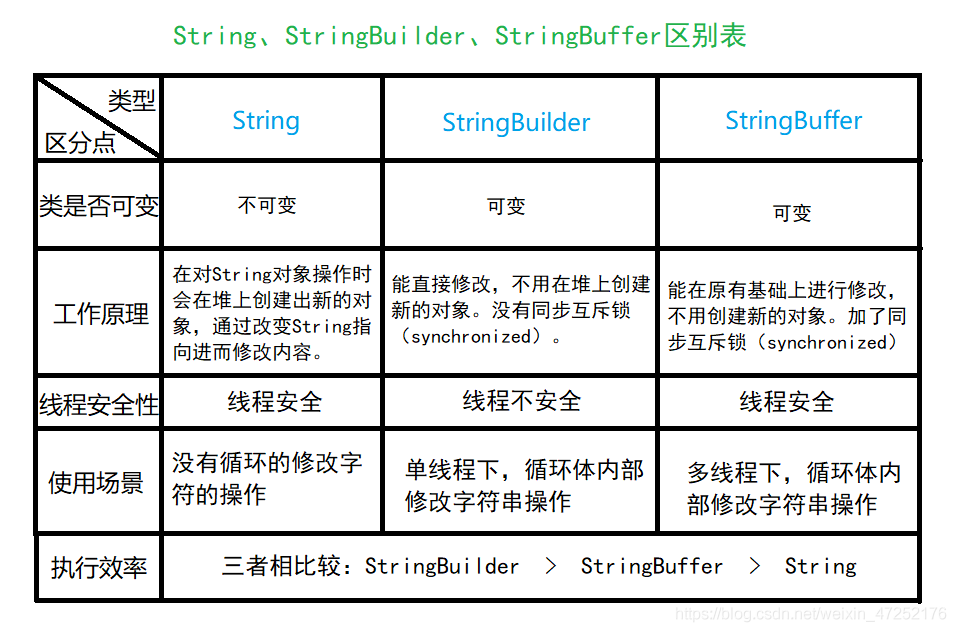 String、StringBuilder、StringBuffer区别表
类型
区分点
String
StringBuilder
StringBuffer
类是否可变
不可变
可变
可变
工作原理
在对String对象操作时
会在堆上创建出新的对
象，通过改变String指
向进而修改内容。
能直接修改，不用在堆上创建
新的对象。没有同步互斥锁
（synchronized）。
能在原有基础上进行修改，
不用创建新的对象。加了同
步互斥锁（synchronized）
线程安全性
线程安全
线程不安全
线程安全
使用场景
没有循环的修改字
符的操作
单线程下，循环体内部
修改字符串操作
多线程下，循环体内
部修改字符串操作
执行效率
三者相比较：StringBuilder > StringBuffer > String
https://blog.csdn.net/weixin_47252176